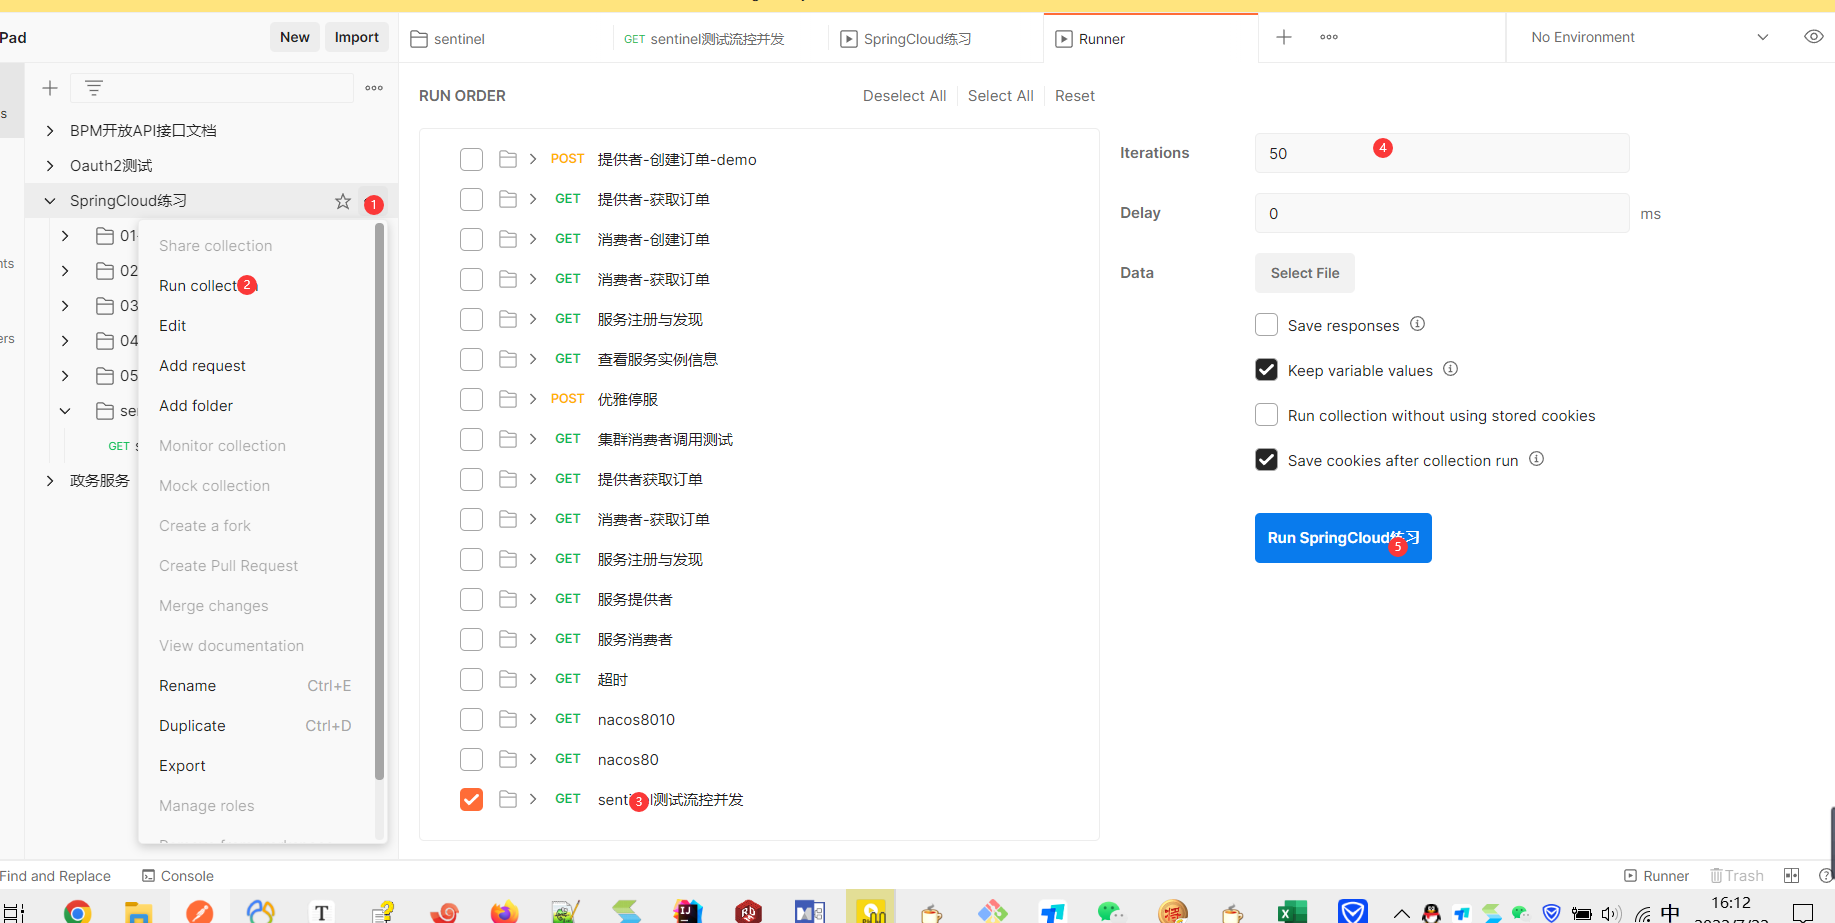 Pad
New
Import
sentinel
GET sentinel测试流控并发
SpringCloud练习
Runner
No Environment
s
BPM开放API接口文档
Oauth2测试
SpringCloud练习
1
01
02
03
04
05
se
GET
政务服务
nts
ers
Share collection
Run collect
2
Edit
Add request
Add folder
Monitor collection
Mock collection
Create a fork
Create Pull Request
Merge changes
View documentation
Rename Ctrl+E
Duplicate Ctrl+D
Export
Manage roles
RUN ORDER
Deselect All
Select All
Reset
POST 提供者-创建订单-demo
GET 提供者-获取订单
GET 消费者-创建订单
GET 消费者-获取订单
GET 服务注册与发现
GET 查看服务实例信息
POST 优雅停服
GET 集群消费者调用测试
GET 提供者获取订单
GET 消费者-获取订单
GET 服务注册与发现
GET 服务提供者
GET 服务消费者
GET 超时
GET nacos8010
GET nacos80
GET senti 3 l测试流控并发
Iterations 50 4
Delay 0 ms
Data Select File
Save responses
Keep variable values
Run collection without using stored cookies
Save cookies after collection run
Run SpringCloud练习
5
Find and Replace
Console
Runner
Trash
中
16:12